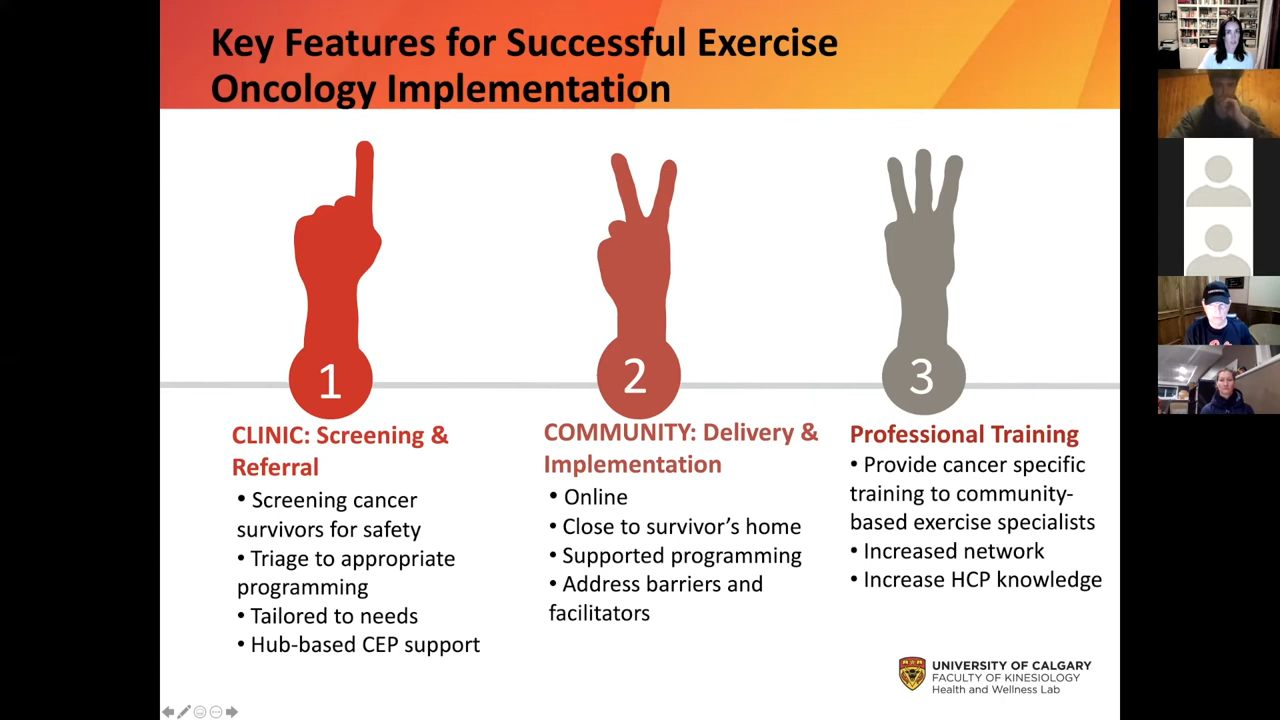 Key Features for Successful Exercise
Oncology Implementation
1
CLINIC: Screening &
Referral
• Screening cancer
survivors for safety
• Triage to appropriate
programming
• Tailored to needs
• Hub-based CEP support
2
COMMUNITY: Delivery &
Implementation
• Online
• Close to survivor’s home
• Supported programming
• Address barriers and
facilitators
3
Professional Training
• Provide cancer specific
training to community-
based exercise specialists
• Increased network
• Increase HCP knowledge
UNIVERSITY OF CALGARY
FACULTY OF KINESIOLOGY
Health and Wellness Lab